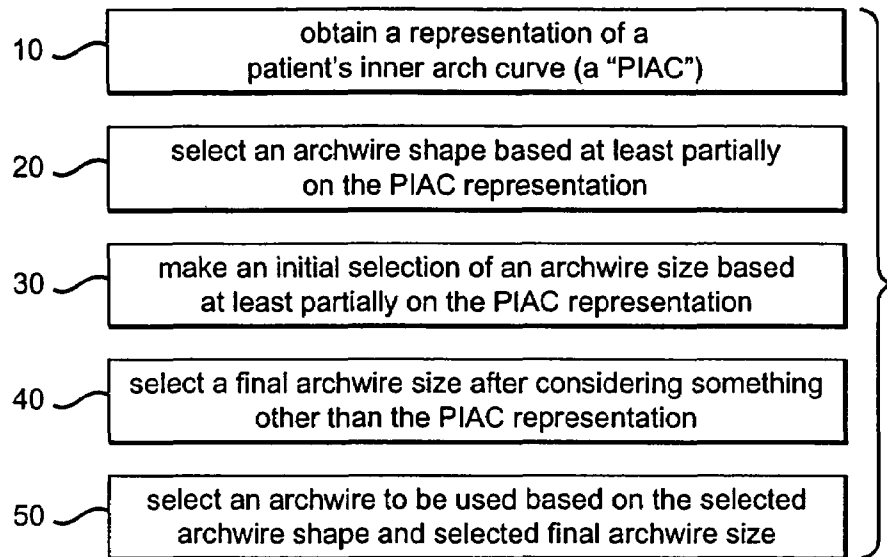 10
obtain a representation of a
patient's inner arch curve (a “PIAC”)
20
select an archwire shape based at least partially
on the PIAC representation
30
make an initial selection of an archwire size based
at least partially on the PIAC representation
40
select a final archwire size after considering something
other than the PIAC representation
50
select an archwire to be used based on the selected
archwire shape and selected final archwire size